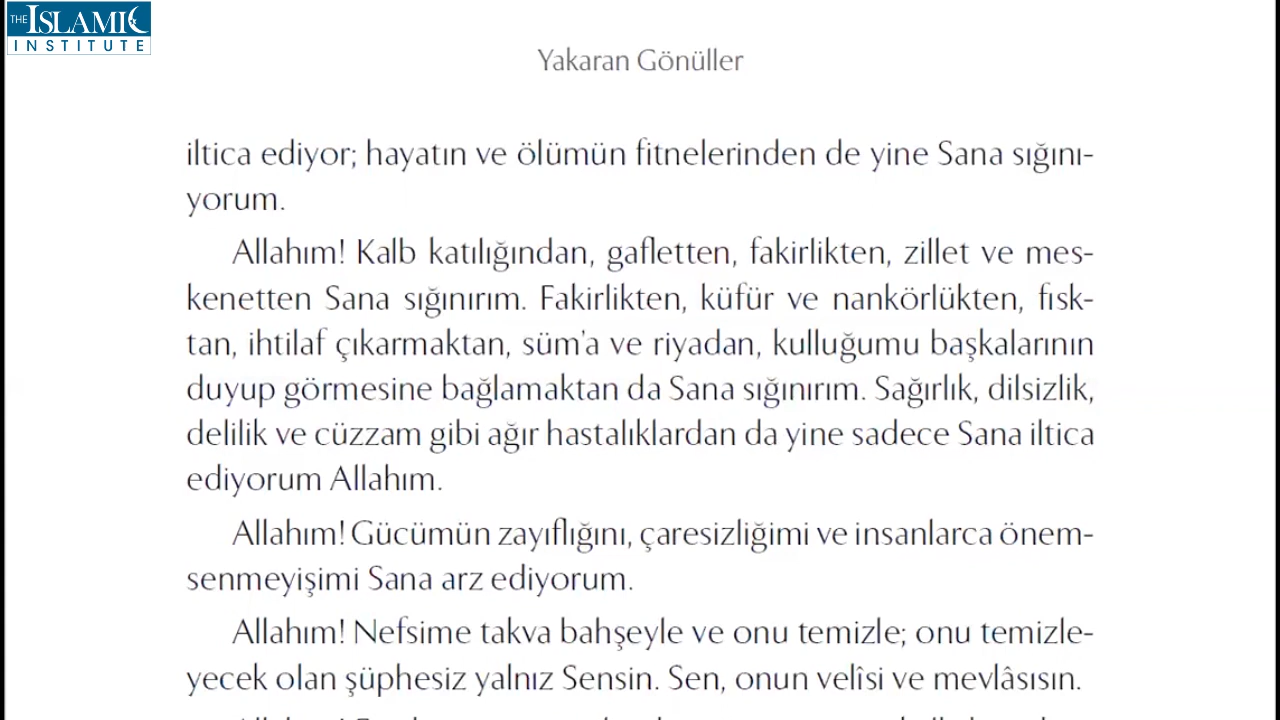 THE ISLAMIC
INSTITUTE
Yakaran Gönüller
iltica ediyor; hayatın ve ölümün fitnelerinden de yine Sana sığını-
yorum.
Allahım! Kalb katılığından, gafletten, fakirlikten, zillet ve mes-
kenetten Sana sığınırım. Fakirlikten, küfür ve nankörlükten, fısk-
tan, ihtilaf çıkarmaktan, süm'a ve riyadan, kulluğumu başkalarının
duyup görmesine bağlamaktan da Sana sığınırım. Sağırlık, dilsizlik,
delilik ve cüzzam gibi ağır hastalıklardan da yine sadece Sana iltica
ediyorum Allahım.
Allahım! Gücümün zayıflığını, çaresizliğimi ve insanlarca önem-
senmeyişimi Sana arz ediyorum.
Allahım! Nefsime takva bahşeyle ve onu temizle; onu temizle-
yecek olan şüphesiz yalnız Sensin. Sen, onun velîsi ve mevlâsısın.